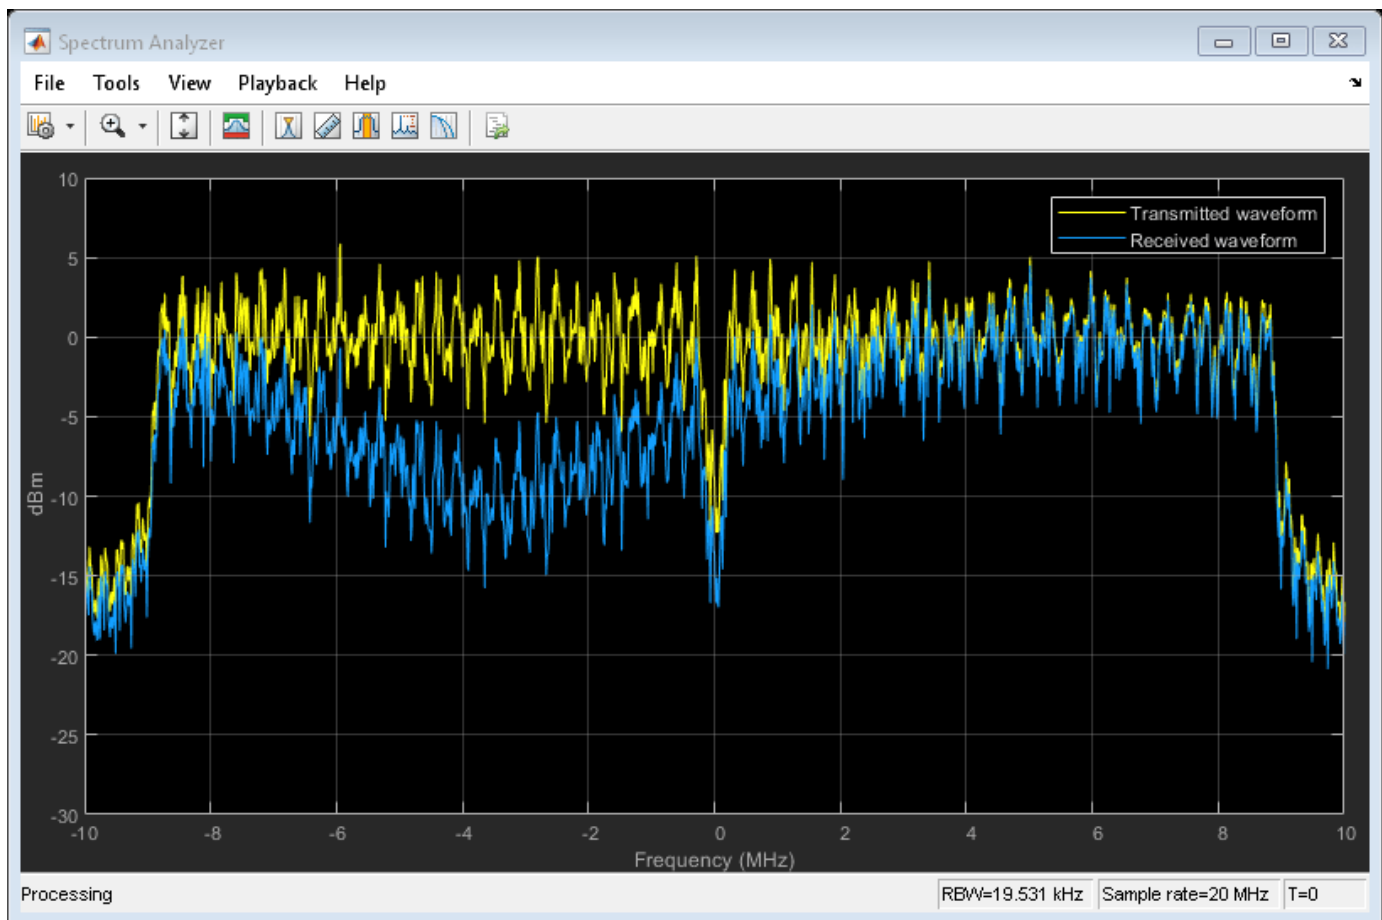 Spectrum Analyzer
File Tools View Playback Help
10
5
0
-5
-10
-15
-20
-25
-30
dBm
Transmitted waveform
Received waveform
-10 -8 -6 -4 -2 0 2 4 6 8 10
Frequency (MHz)
Processing RBW=19.531 kHz Sample rate=20 MHz T=0